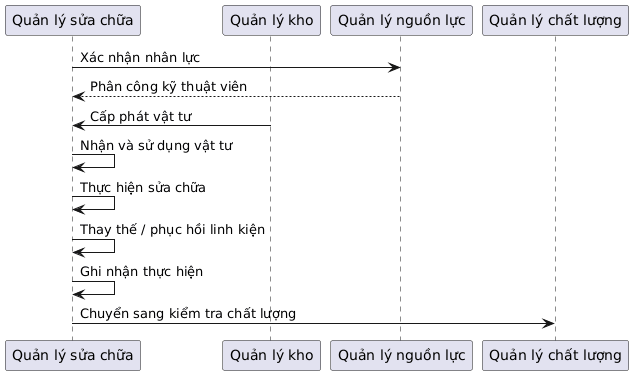 Quản lý sửa chữa
Quản lý kho
Quản lý nguồn lực
Quản lý chất lượng
Xác nhận nhân lực
Phân công kỹ thuật viên
Cấp phát vật tư
Nhận và sử dụng vật tư
Thực hiện sửa chữa
Thay thế / phục hồi linh kiện
Ghi nhận thực hiện
Chuyển sang kiểm tra chất lượng
Quản lý sửa chữa
Quản lý kho
Quản lý nguồn lực
Quản lý chất lượng